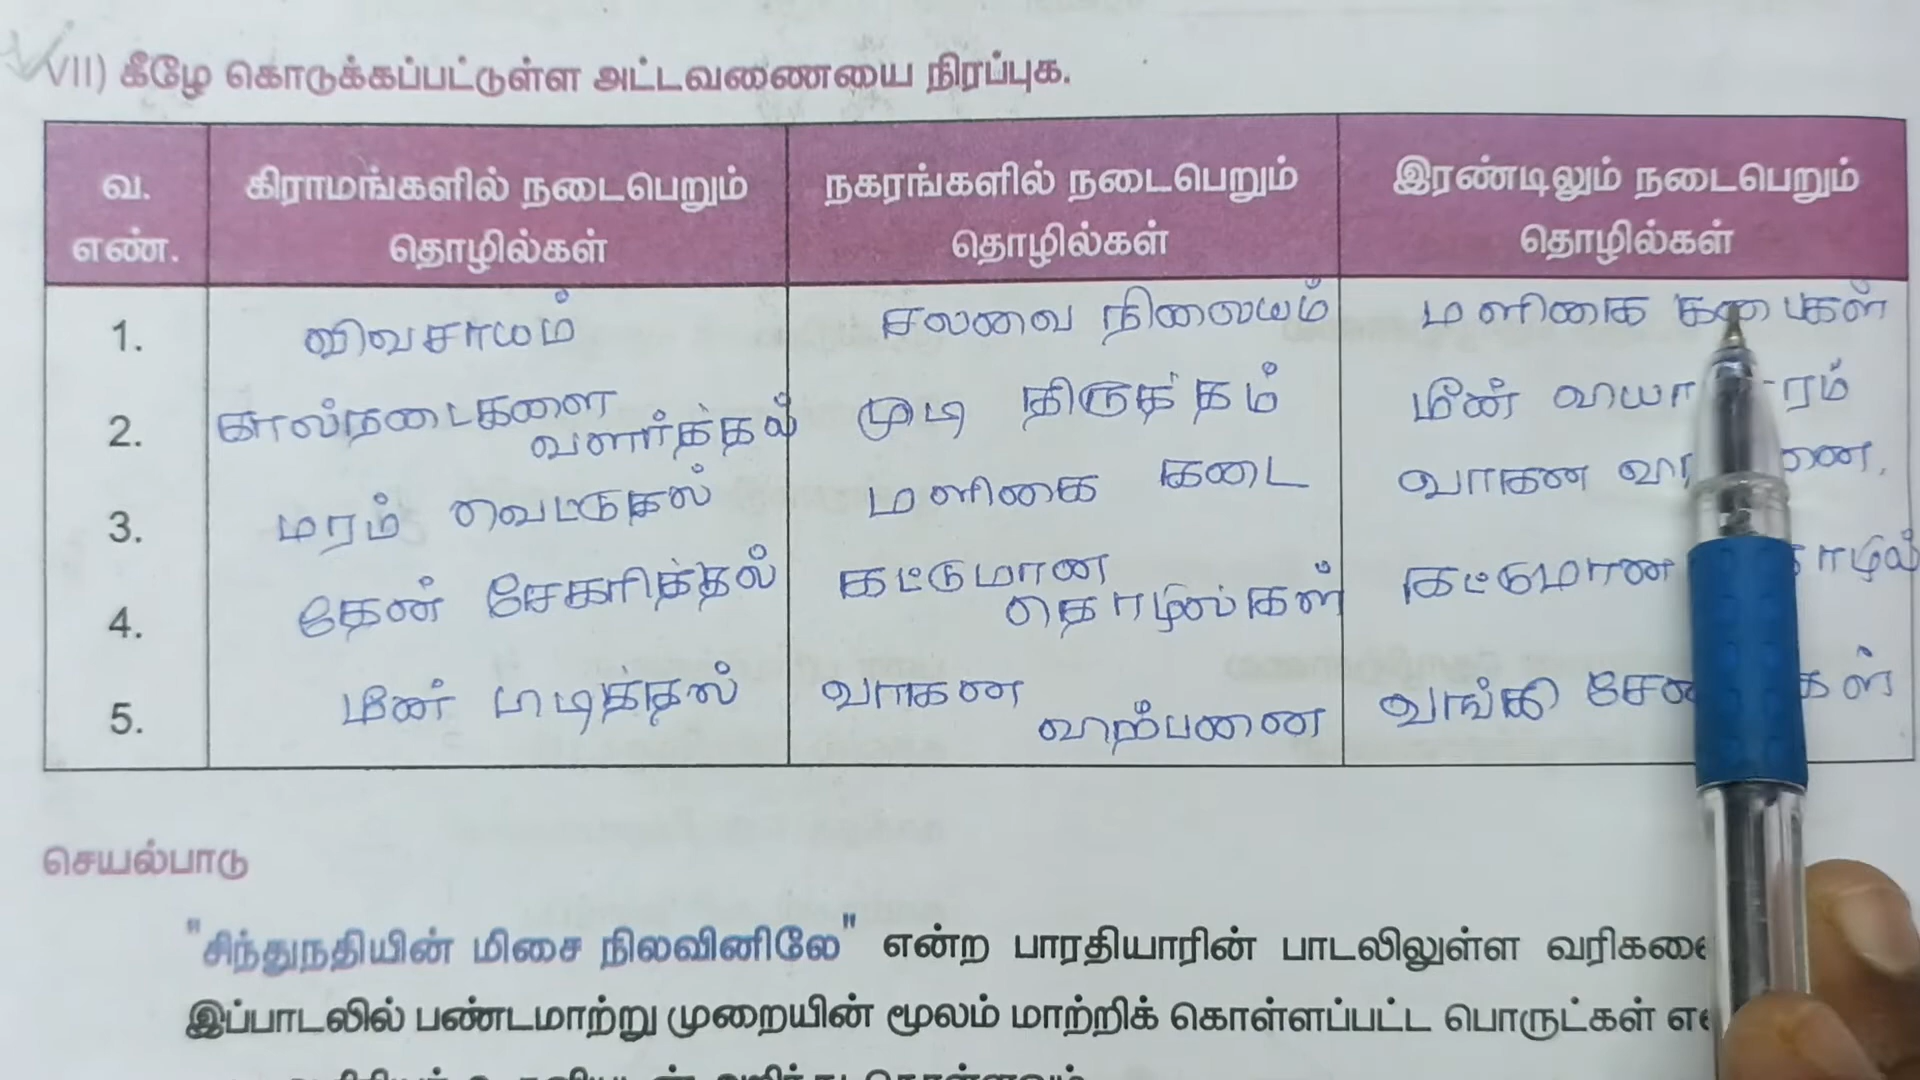 VII) கீழே கொடுக்கப்பட்டுள்ள அட்டவணையை நிரப்புக.
வ. எண்.
கிராமங்களில் நடைபெறும் தொழில்கள்
நகரங்களில் நடைபெறும் தொழில்கள்
இரண்டிலும் நடைபெறும் தொழில்கள்
1. விவசாயம் சலவை நிலையம் மளிகை கடைகள்
2. கால்நடைகளை வளர்த்தல் முடி திருத்தம் மீன்
3. மரம் வெட்டுதல் மளிகை கடை வாகன
4. தேன் சேகரித்தல் கட்டுமான தொழில்கள் கட்டுமான
5. மீன் பிடித்தல் வாகன விற்பனை வங்கி
செயல்பாடு
"சிந்துநதியின் மிசை நிலவினிலே" என்ற பாரதியாரின் பாடலிலுள்ள
இப்பாடலில் பண்டமாற்று முறையின் மூலம் மாற்றிக் கொள்ளப்பட்ட பொருட்கள்